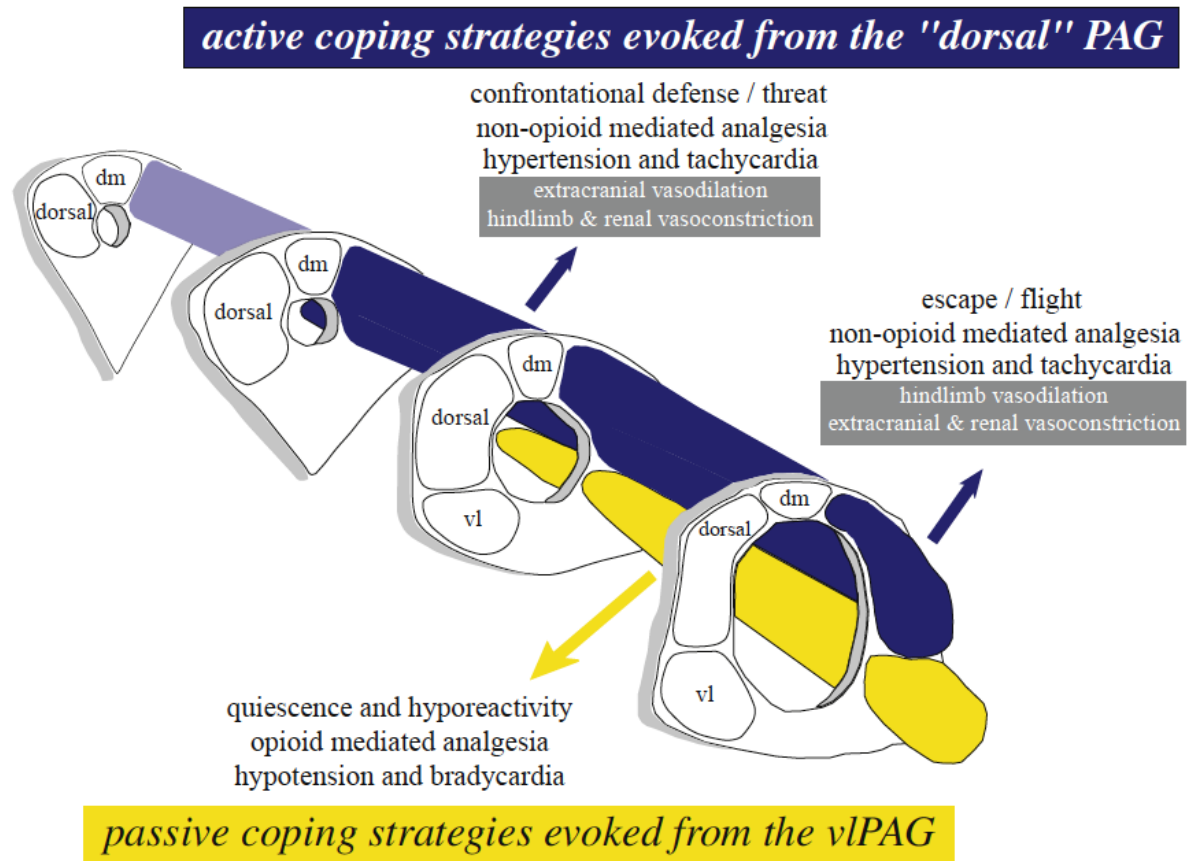 active coping strategies evoked from the "dorsal" PAG
confrontational defense / threat
non-opioid mediated analgesia
hypertension and tachycardia
extracranial vasodilation
hindlimb & renal vasoconstriction
dm
dorsal
dm
dorsal
escape / flight
non-opioid mediated analgesia
hypertension and tachycardia
hindlimb vasodilation
extracranial & renal vasoconstriction
dm
dorsal
vl
dm
dorsal
vl
quiescence and hyporeactivity
opioid mediated analgesia
hypotension and bradycardia
passive coping strategies evoked from the vlPAG